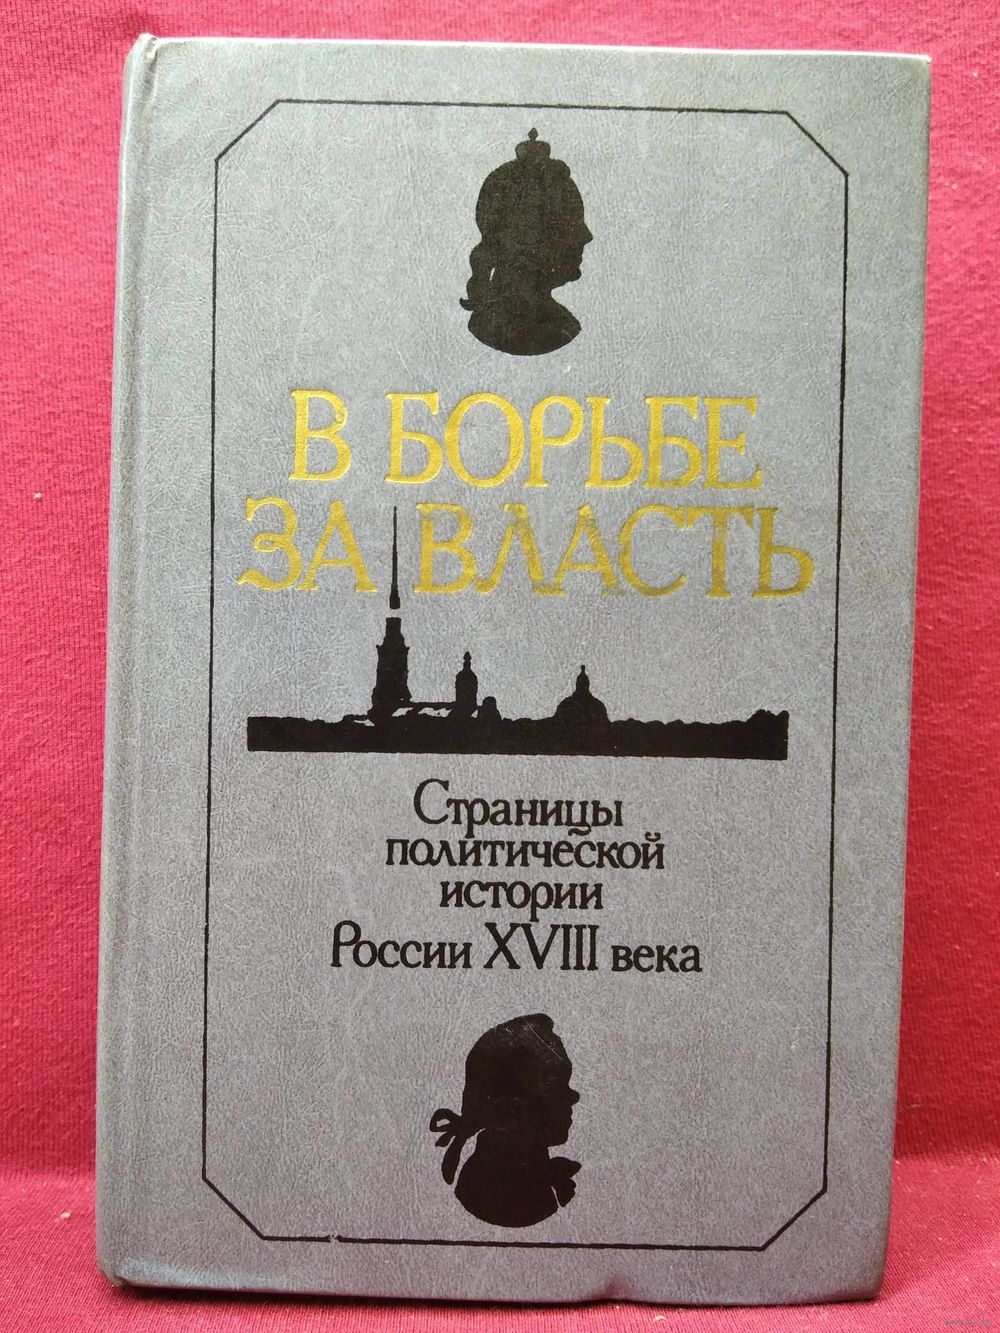 В БОРЬБЕ
ЗА ВЛАСТЬ
Страницы
политической
истории
России XVIII века